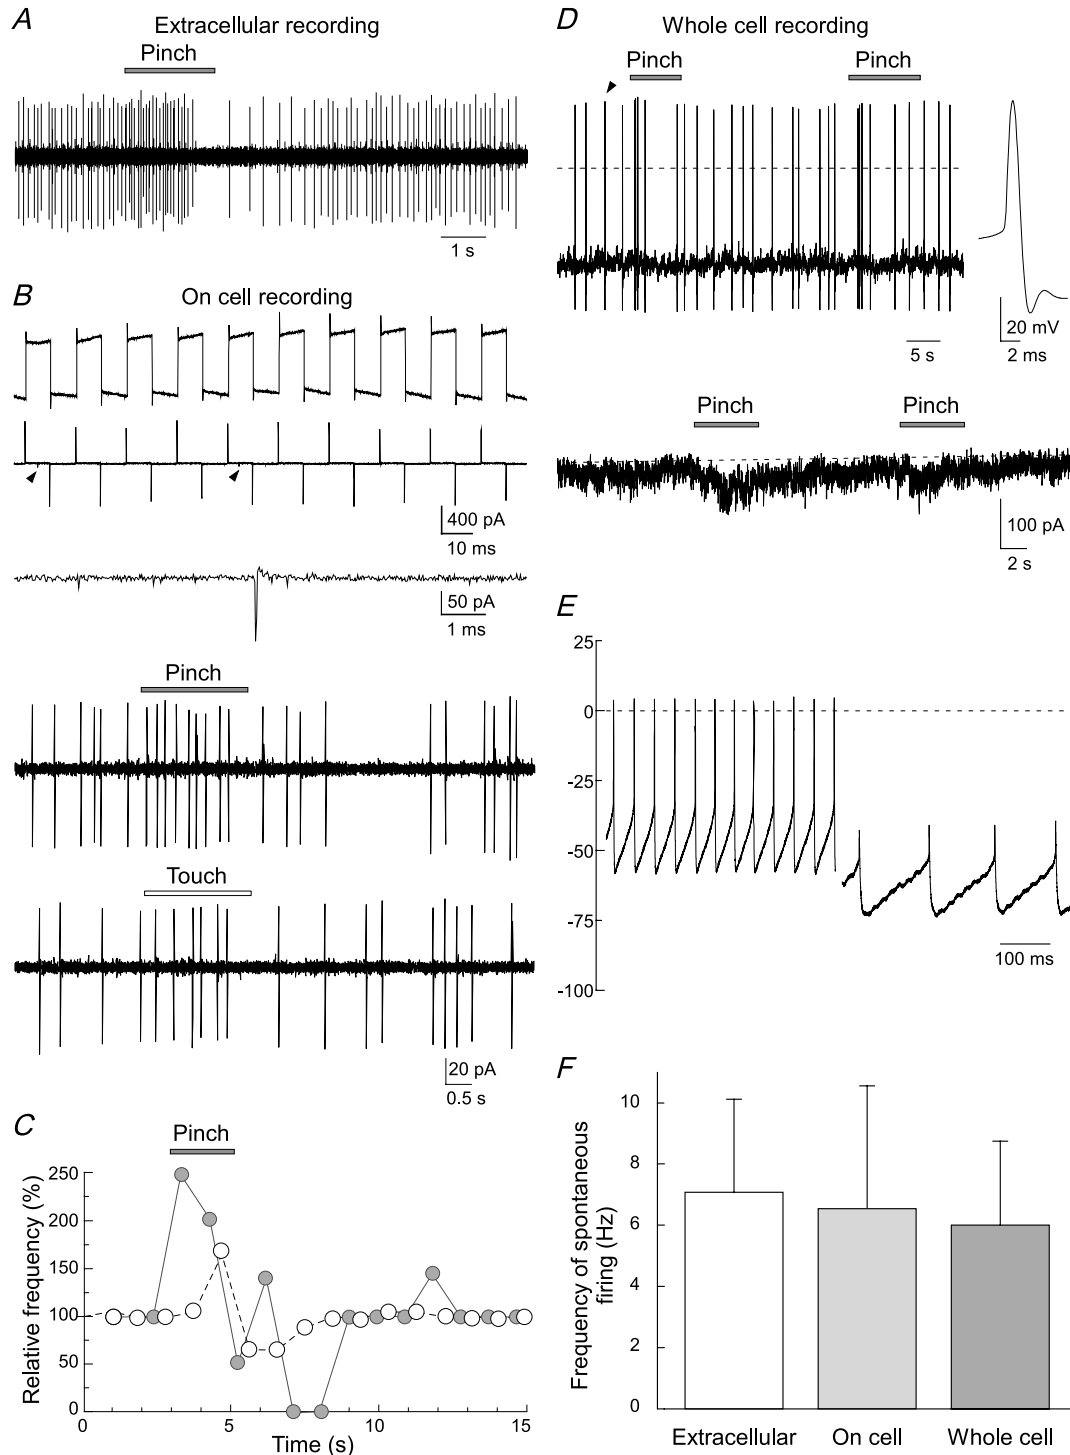 A
Extracellular recording
Pinch
1 s
B
On cell recording
400 pA
10 ms
50 pA
1 ms
Pinch
Touch
20 pA
0.5 s
C
Pinch
Relative frequency (%)
250
200
150
100
50
0
0 5 10 15
Time (s)
D
Whole cell recording
Pinch Pinch
5 s
20 mV
2 ms
Pinch Pinch
100 pA
2 s
E
25
0
-25
-50
-75
-100
100 ms
F
Frequency of spontaneous
firing (Hz)
10
8
6
4
2
0
Extracellular On cell Whole cell